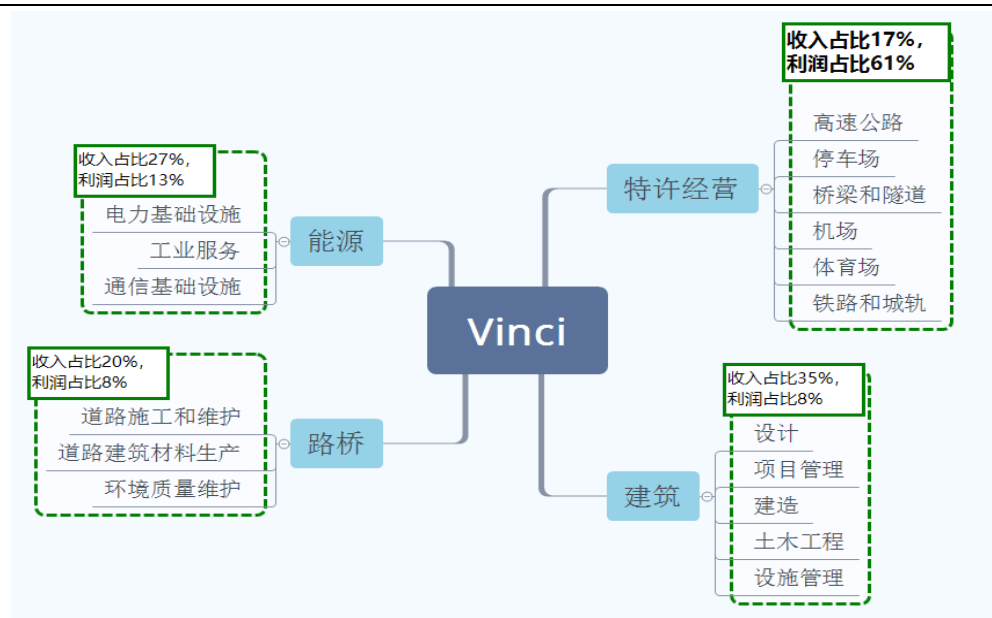 收入占比17%，
利润占比61%
高速公路
停车场
桥梁和隧道
机场
体育场
铁路和城轨
特许经营
收入占比27%，
利润占比13%
电力基础设施
工业服务
通信基础设施
能源
Vinci
收入占比20%，
利润占比8%
道路施工和维护
道路建筑材料生产
环境质量维护
路桥
收入占比35%，
利润占比8%
设计
项目管理
建造
土木工程
设施管理
建筑